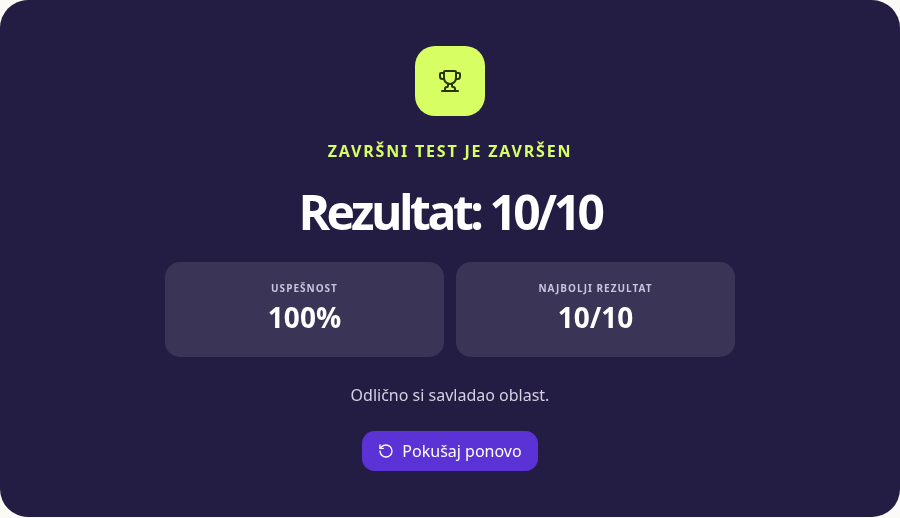 ZAVRŠNI TEST JE ZAVRŠEN
Rezultat: 10/10
USPEŠNOST
100%
NAJBOLJI REZULTAT
10/10
Odlično si savladao oblast.
Pokušaj ponovo